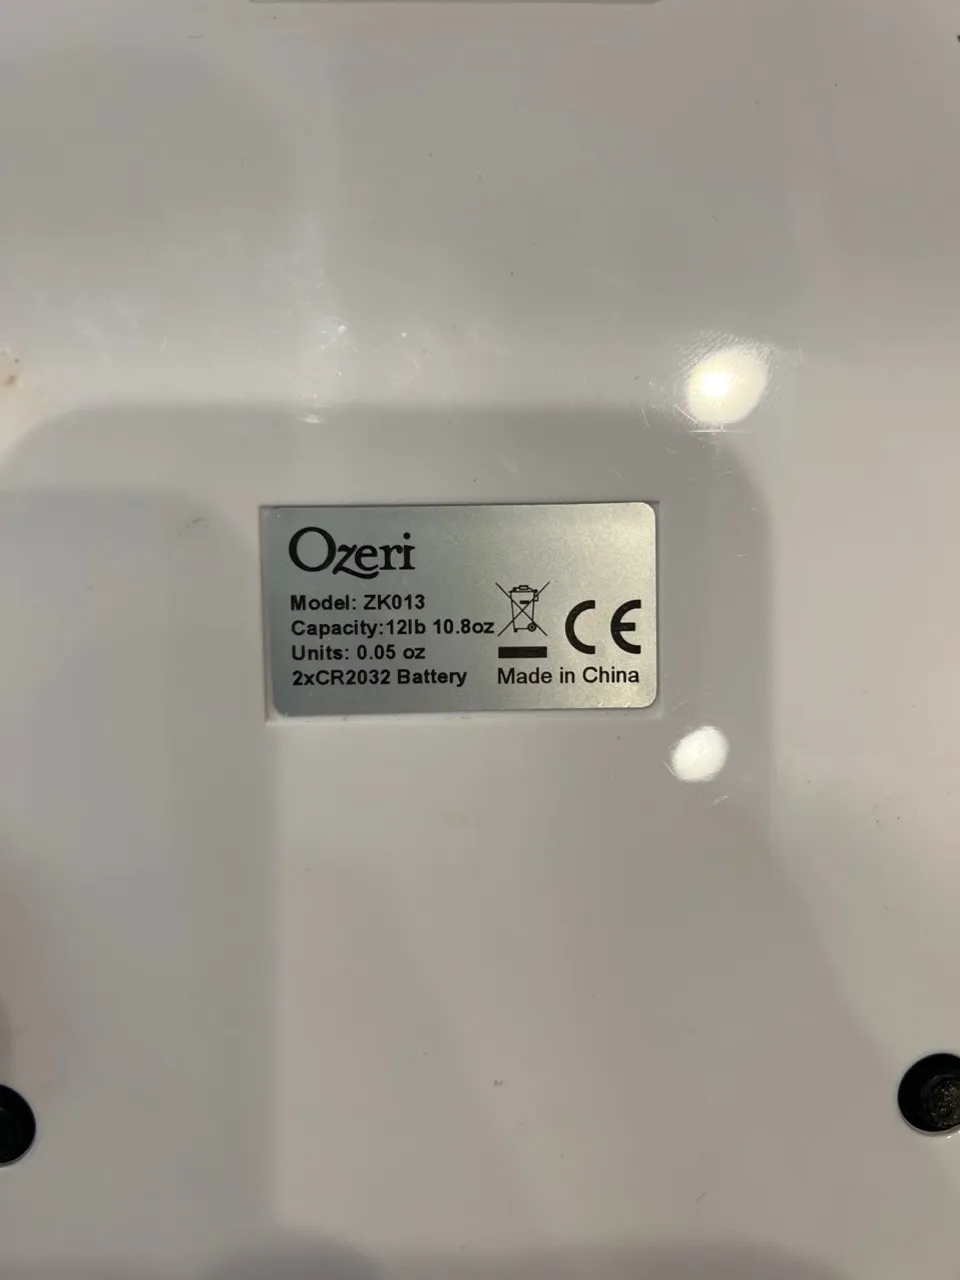 Ozeri
Model: ZK013
Capacity:12lb 10.8oz
Units: 0.05 oz
2xCR2032 Battery
CE
Made in China